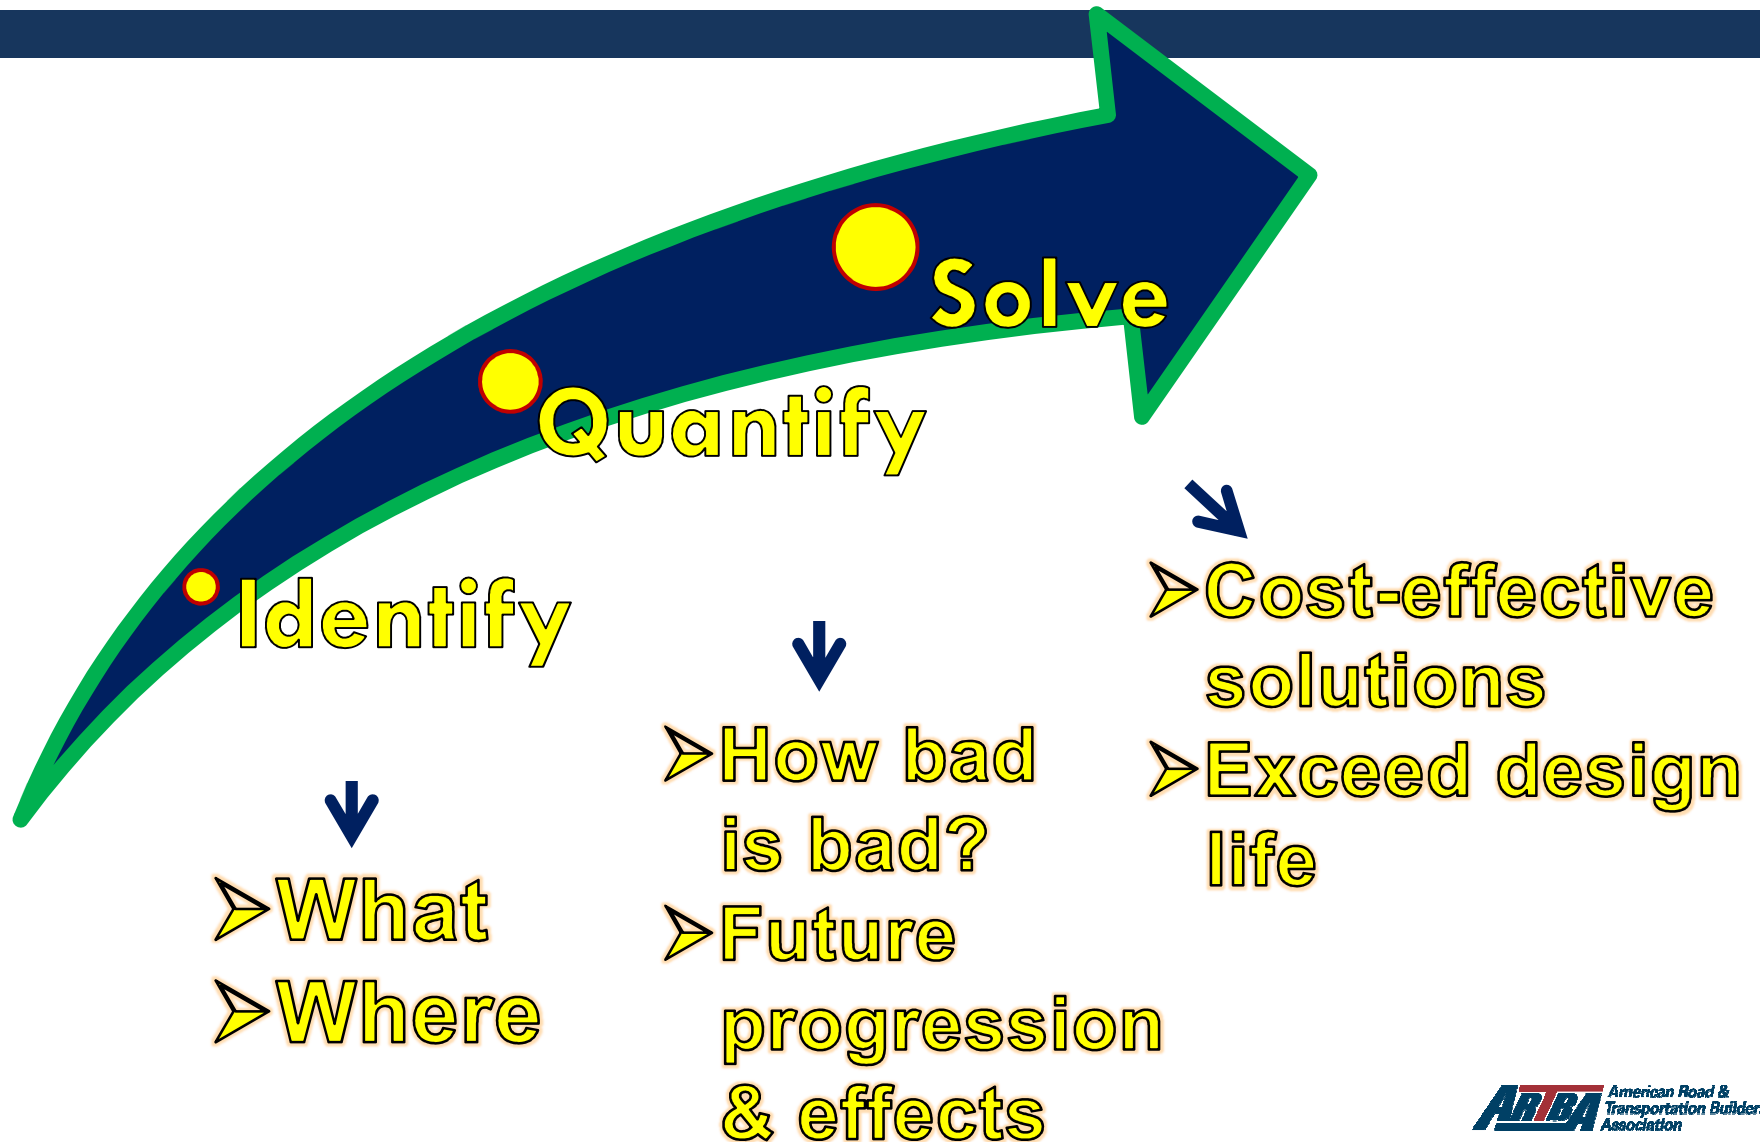 Solve
Quantify
Identify
Cost-effective
solutions
Exceed design
life
How bad
is bad?
Future
progression
& effects
What
Where
ARTBA
American Road &
Transportation Builder
Association